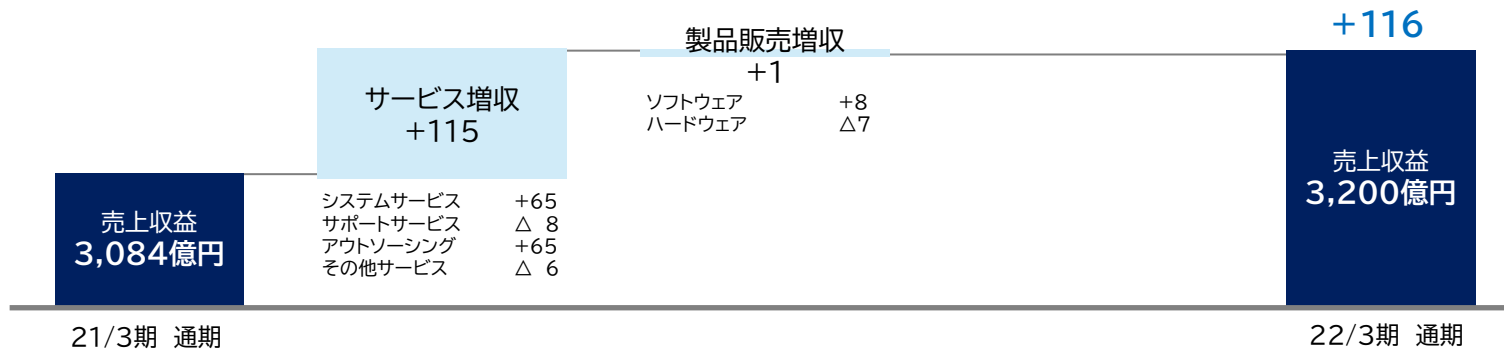 +116
製品販売増収
+1
ソフトウェア +8
ハードウェア △7
サービス増収
+115
システムサービス +65
サポートサービス △ 8
アウトソーシング +65
その他サービス △ 6
売上収益
3,084億円
売上収益
3,200億円
21/3期 通期
22/3期 通期